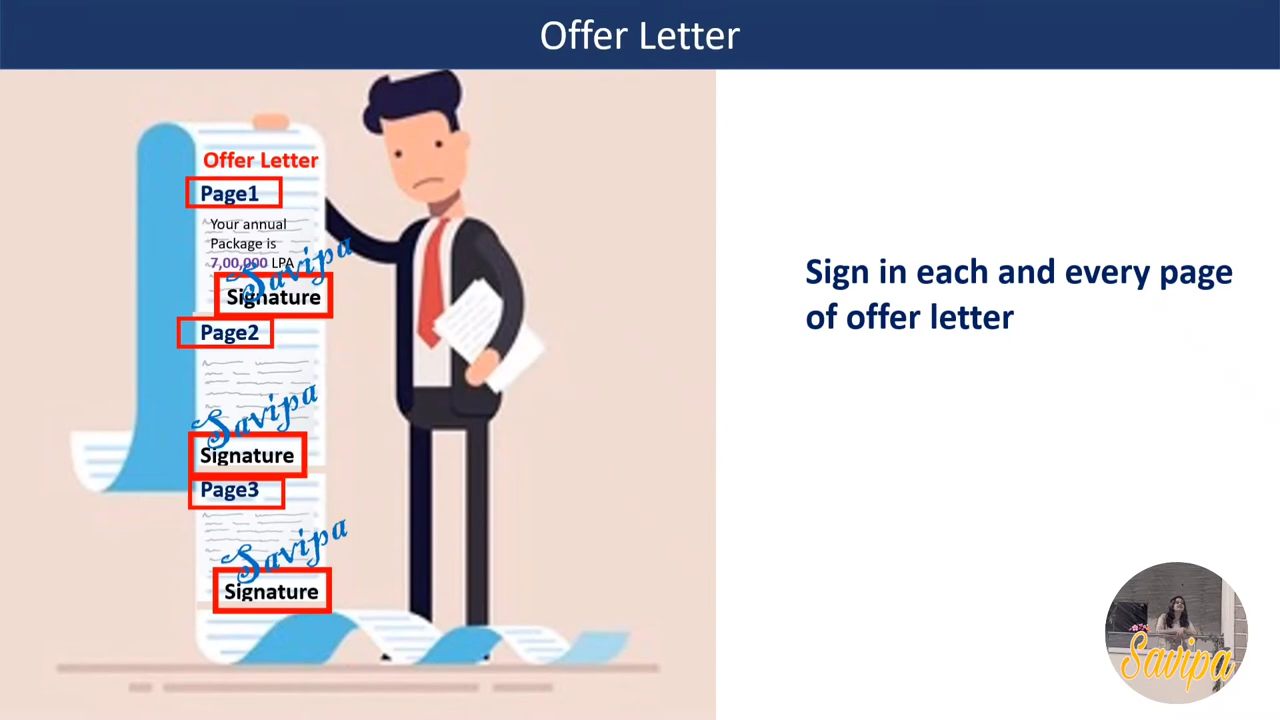 Offer Letter
Offer Letter
Page1
Your annual
Package is
7,00,000 LPA
Savipa
Signature
Page2
Savipa
Signature
Page3
Savipa
Signature
Sign in each and every page
of offer letter
Savipa